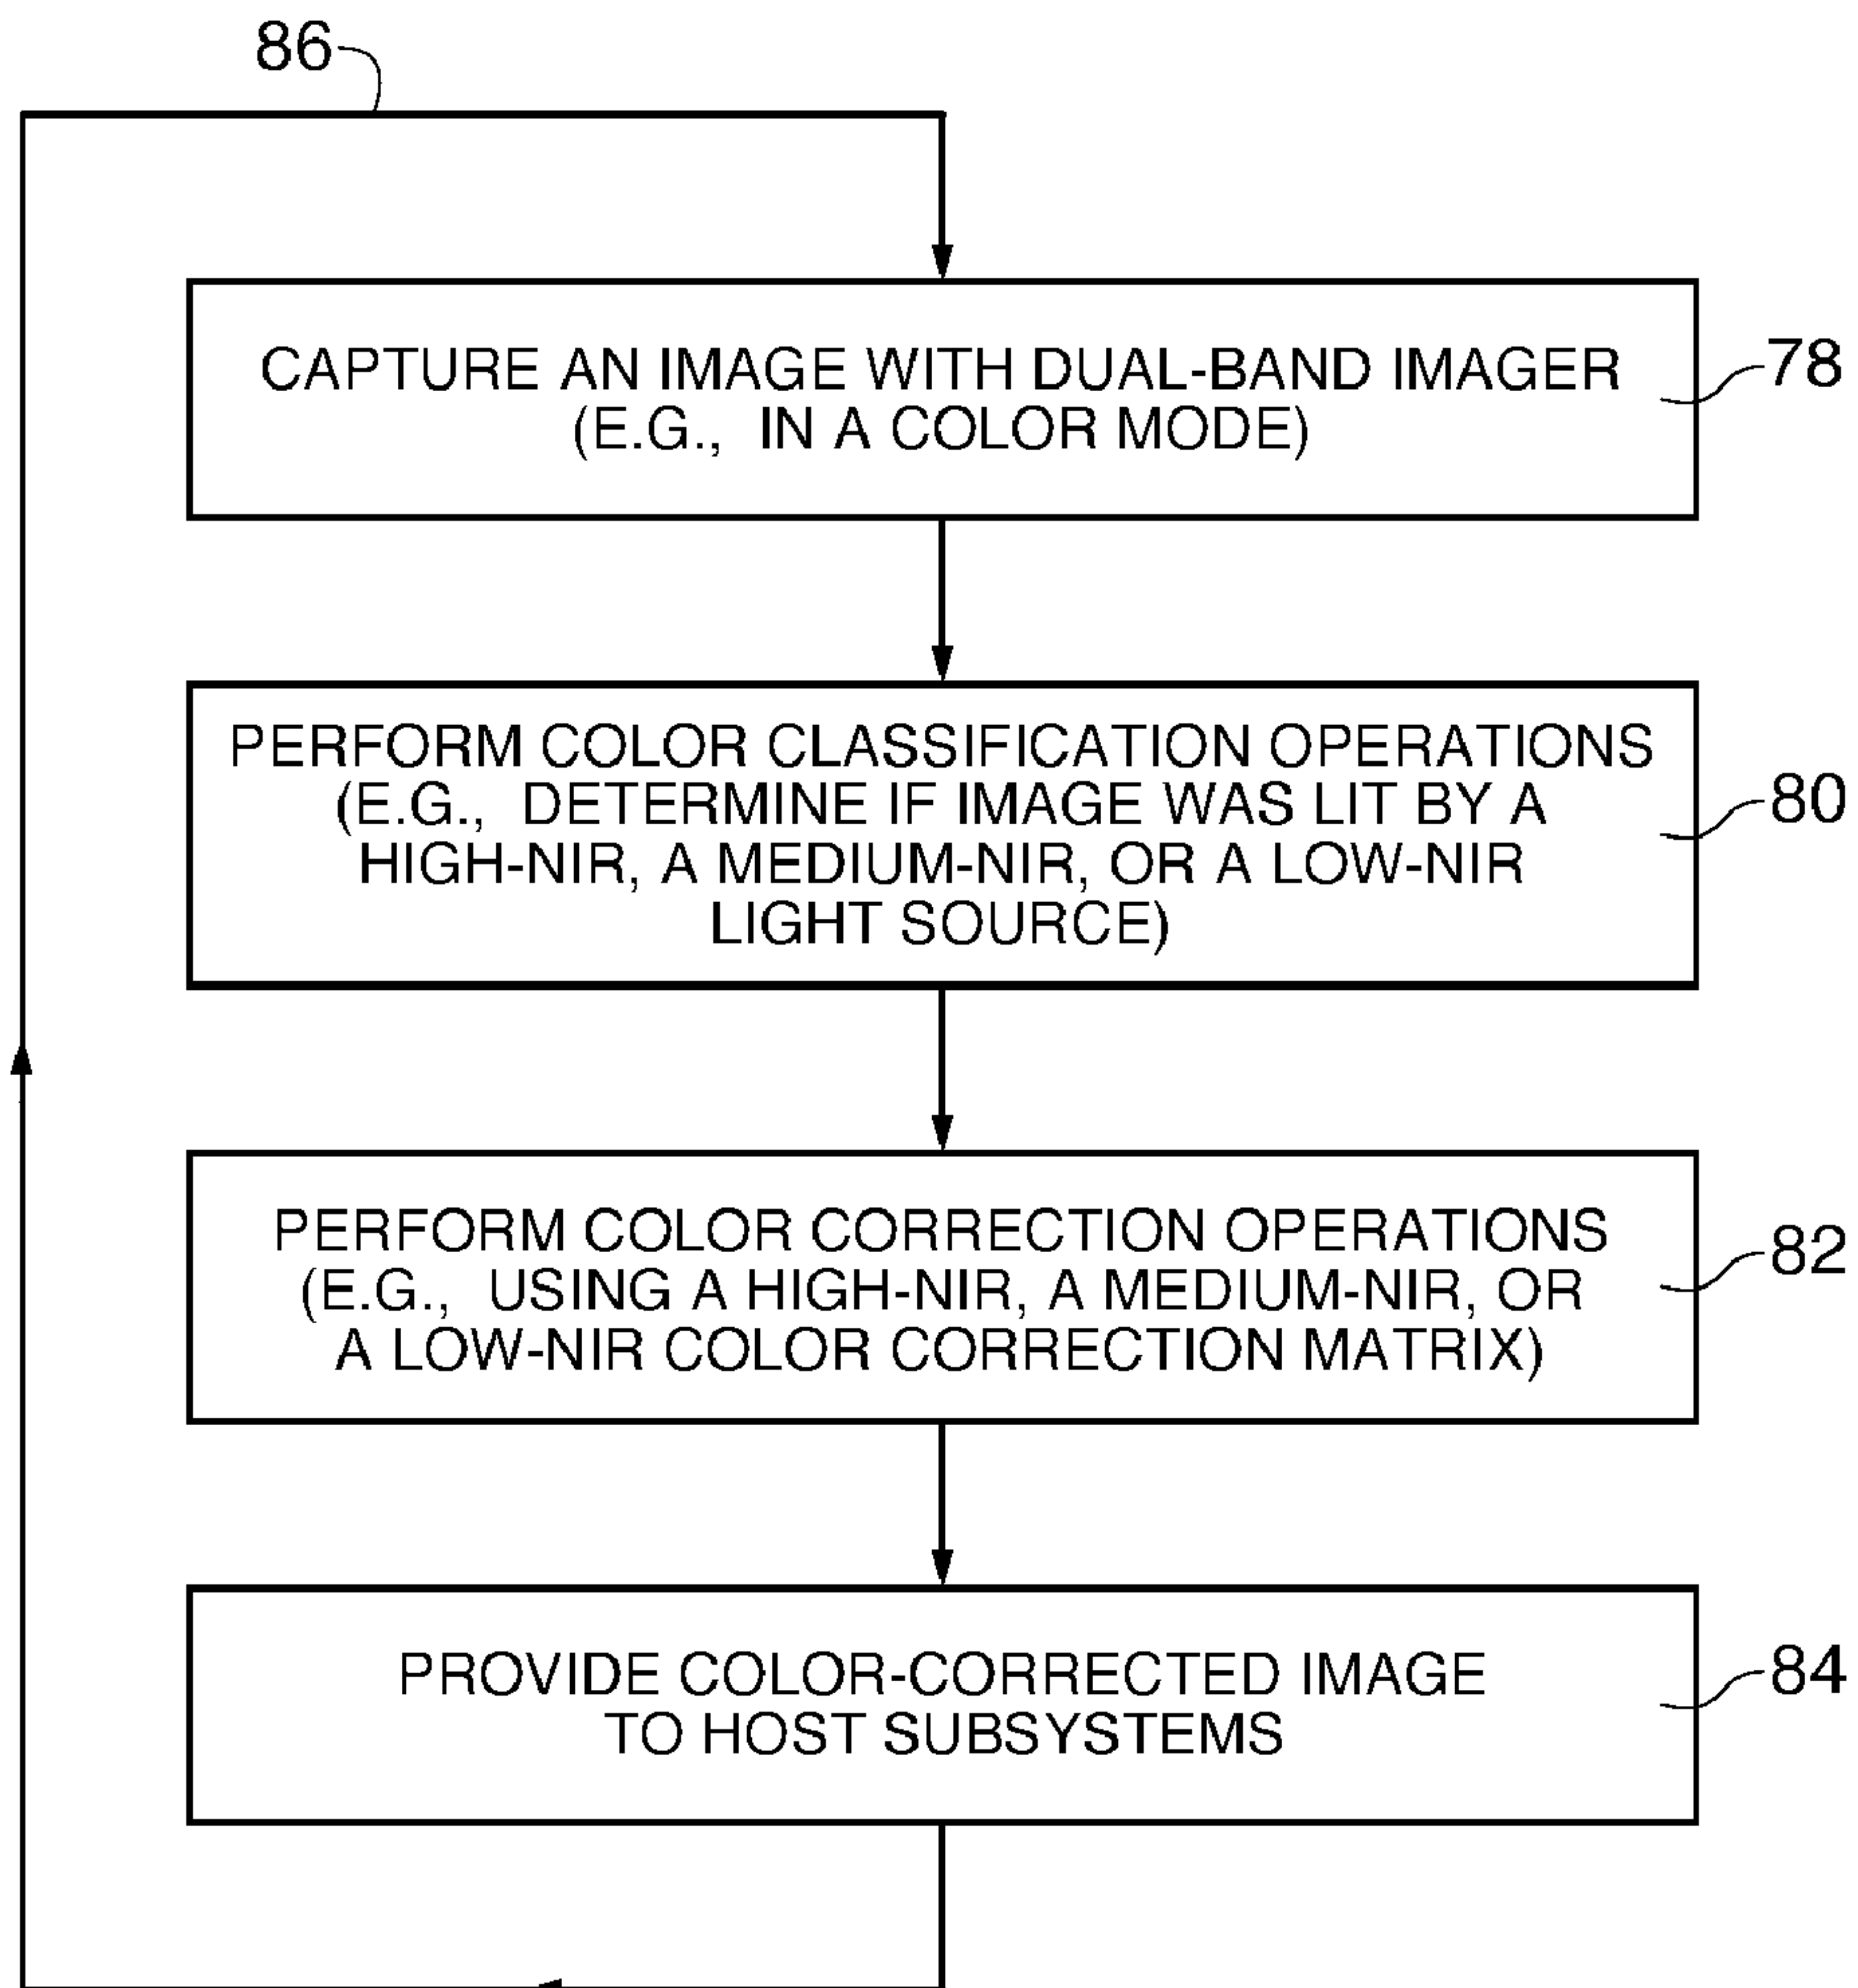 86
CAPTURE AN IMAGE WITH DUAL-BAND IMAGER
(E.G., IN A COLOR MODE)
78
PERFORM COLOR CLASSIFICATION OPERATIONS
(E.G., DETERMINE IF IMAGE WAS LIT BY A
HIGH-NIR, A MEDIUM-NIR, OR A LOW-NIR
LIGHT SOURCE)
80
PERFORM COLOR CORRECTION OPERATIONS
(E.G., USING A HIGH-NIR, A MEDIUM-NIR, OR
A LOW-NIR COLOR CORRECTION MATRIX)
82
PROVIDE COLOR-CORRECTED IMAGE
TO HOST SUBSYSTEMS
84